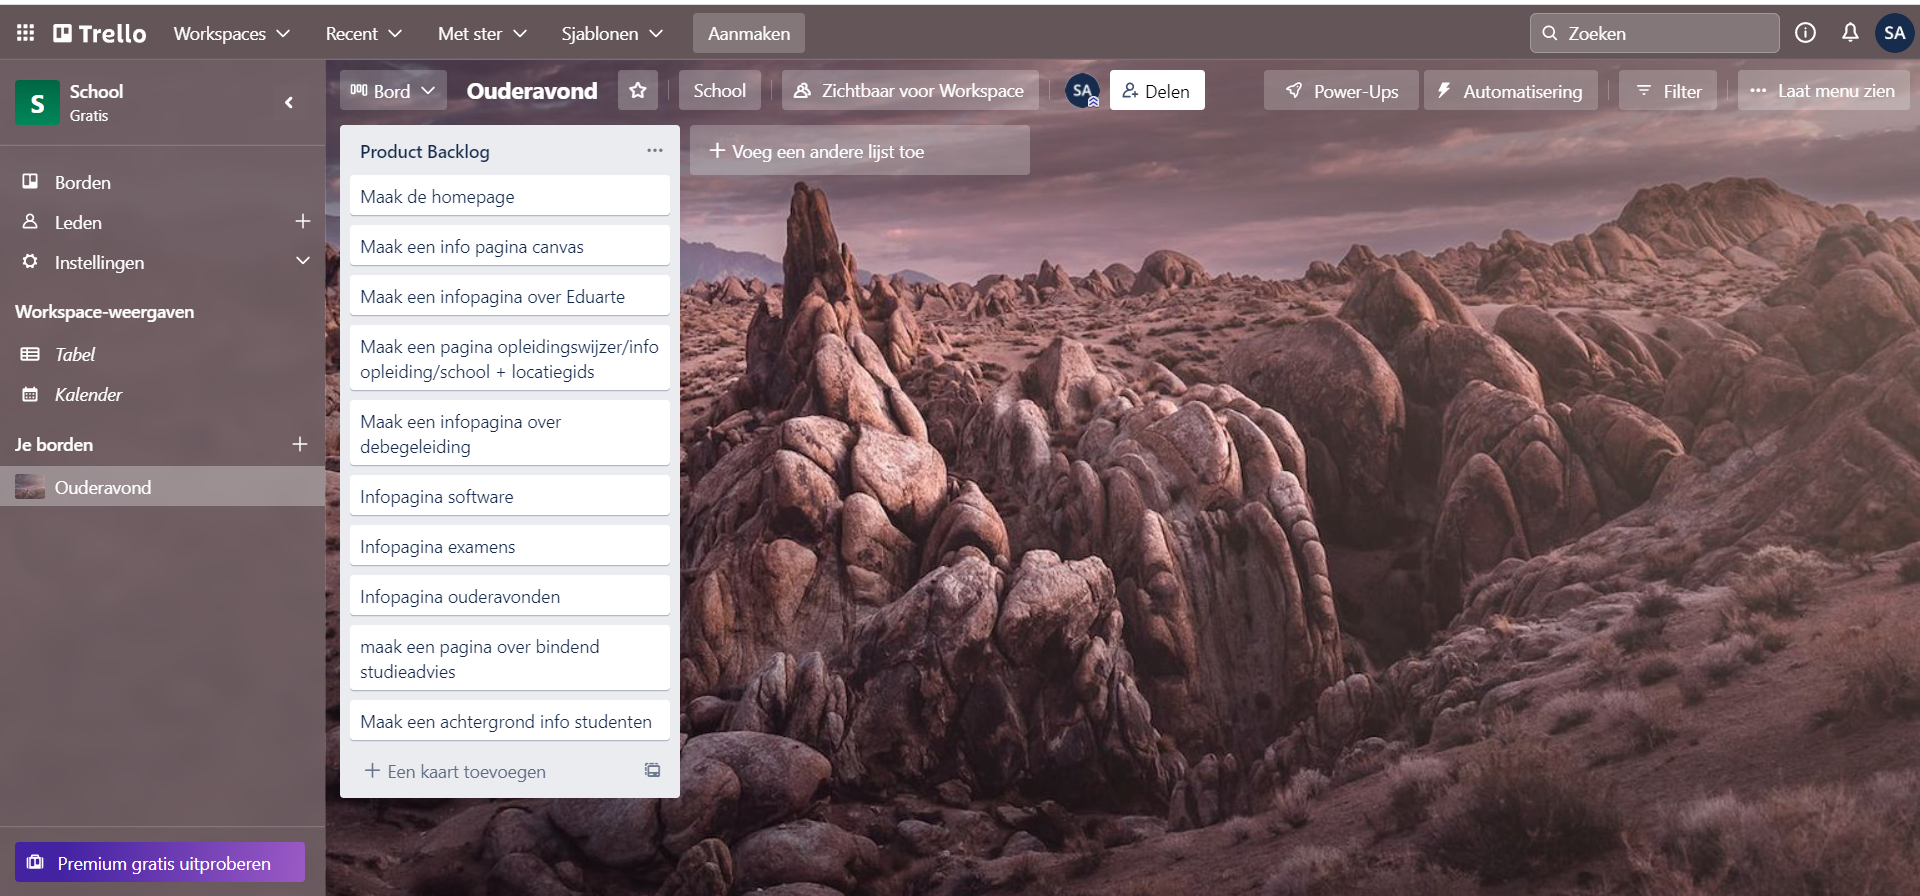 Trello
Workspaces
Recent
Met ster
Sjablonen
Aanmaken
Zoeken
SA
S
School
Gratis
Bord
Ouderavond
School
Zichtbaar voor Workspace
SA
Delen
Power-Ups
Automatisering
Filter
Laat menu zien
Borden
Leden
Instellingen
Workspace-weergaven
Tabel
Kalender
Je borden
Ouderavond
Premium gratis uitproberen
Product Backlog
Maak de homepage
Maak een info pagina canvas
Maak een infopagina over Eduarte
Maak een pagina opleidingswijzer/info
opleiding/school + locatiegids
Maak een infopagina over
debegeleiding
Infopagina software
Infopagina examens
Infopagina ouderavonden
maak een pagina over bindend
studieadvies
Maak een achtergrond info studenten
+ Een kaart toevoegen
+ Voeg een andere lijst toe